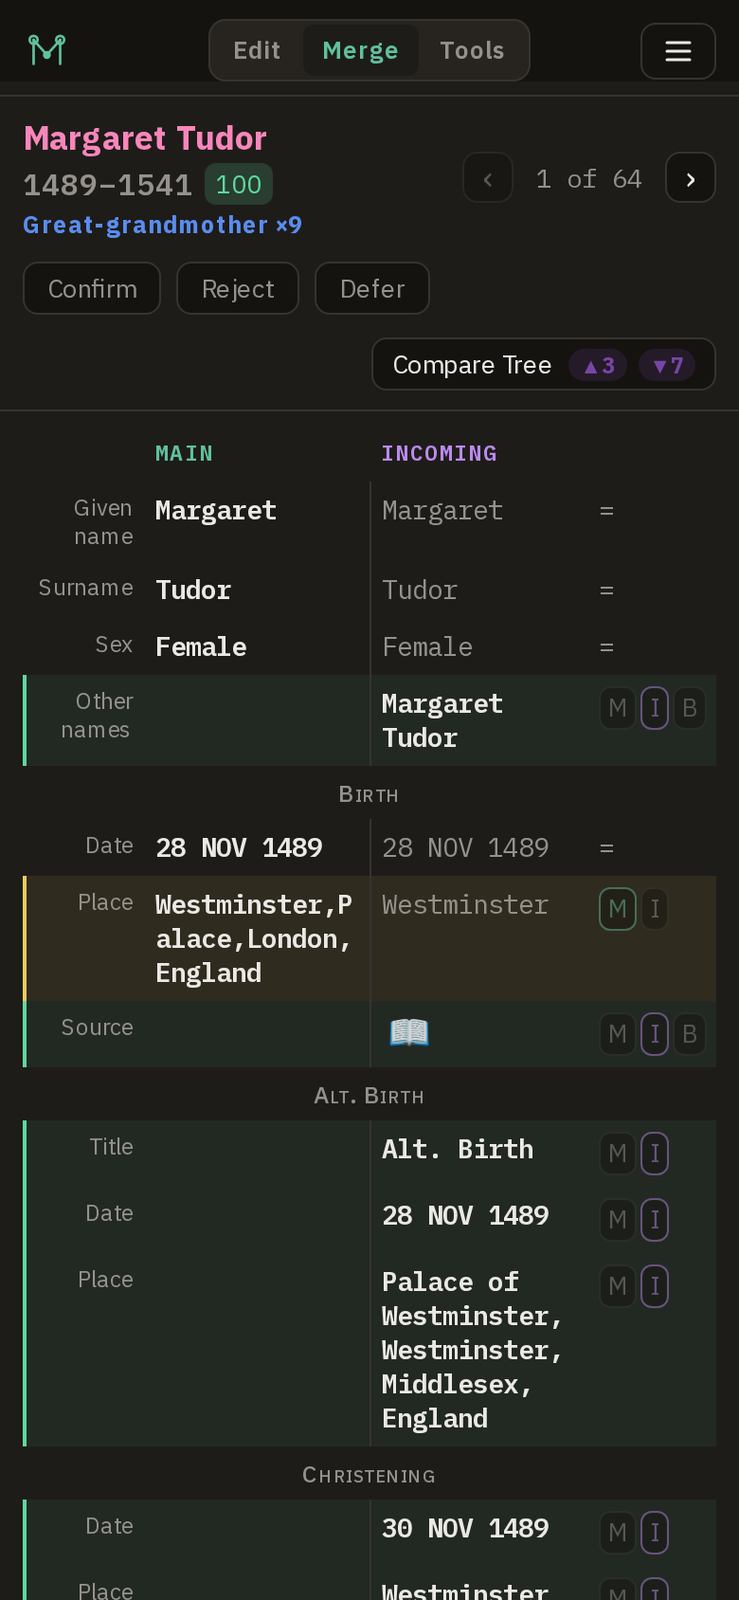 Edit Merge Tools
Margaret Tudor
1489–1541 100
Great-grandmother ×9
‹ 1 of 64 ›
Confirm Reject Defer
Compare Tree ▲3 ▼7
MAIN INCOMING
Given name Margaret Margaret =
Surname Tudor Tudor =
Sex Female Female =
Other names Margaret Tudor M I B
BIRTH
Date 28 NOV 1489 28 NOV 1489 =
Place Westminster,Palace,London,England Westminster M I
Source M I B
ALT. BIRTH
Title Alt. Birth M I
Date 28 NOV 1489 M I
Place Palace of Westminster, Westminster, Middlesex, England M I
CHRISTENING
Date 30 NOV 1489 M I
Place Westminster M I